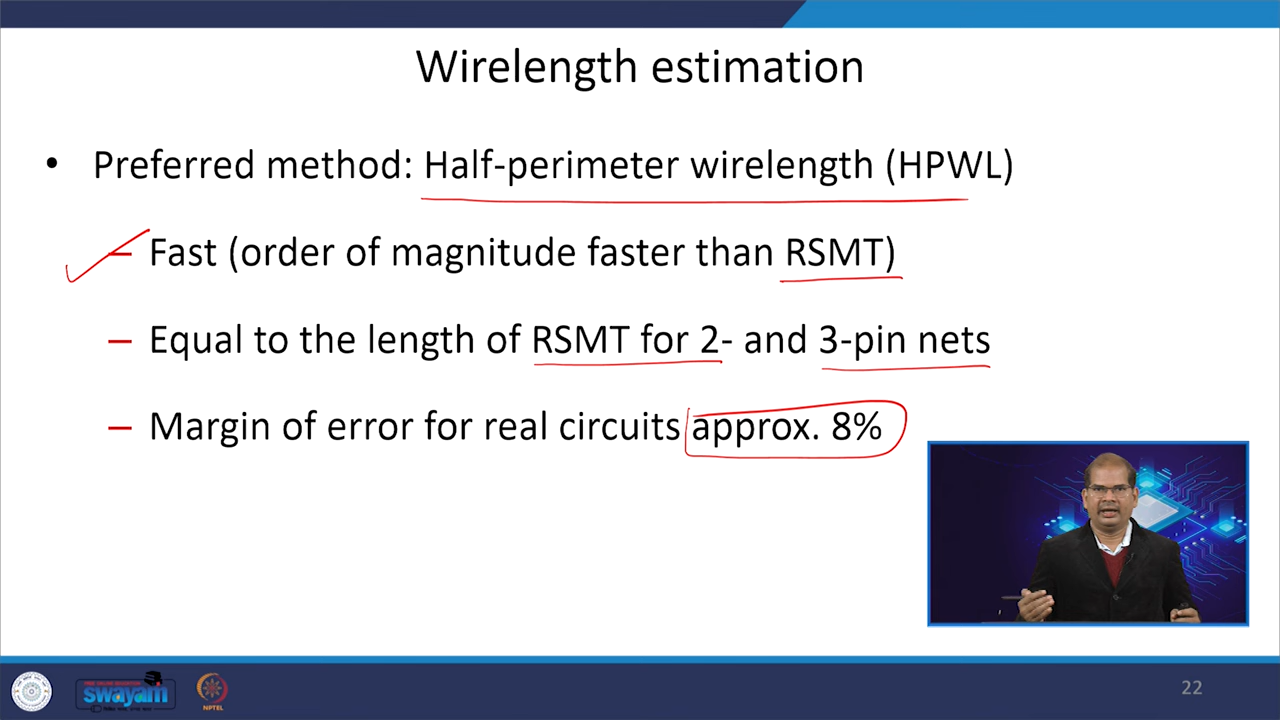 Wirelength estimation
• Preferred method: Half-perimeter wirelength (HPWL)
– Fast (order of magnitude faster than RSMT)
– Equal to the length of RSMT for 2- and 3-pin nets
– Margin of error for real circuits approx. 8%
swayam
NPTEL
22